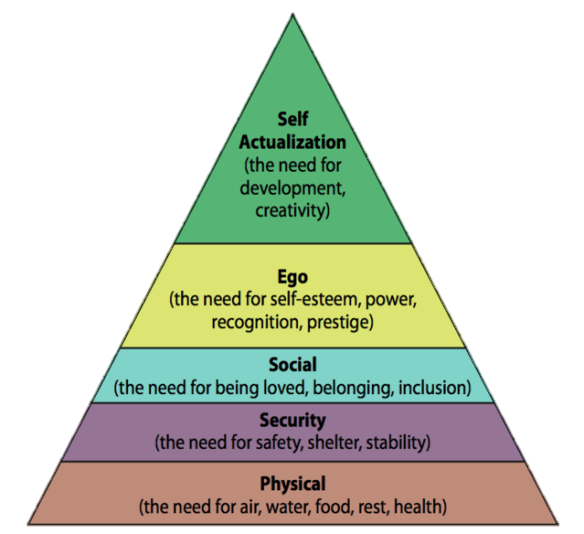 Self
Actualization
(the need for
development,
creativity)
Ego
(the need for self-esteem, power,
recognition, prestige)
Social
(the need for being loved, belonging, inclusion)
Security
(the need for safety, shelter, stability)
Physical
(the need for air, water, food, rest, health)